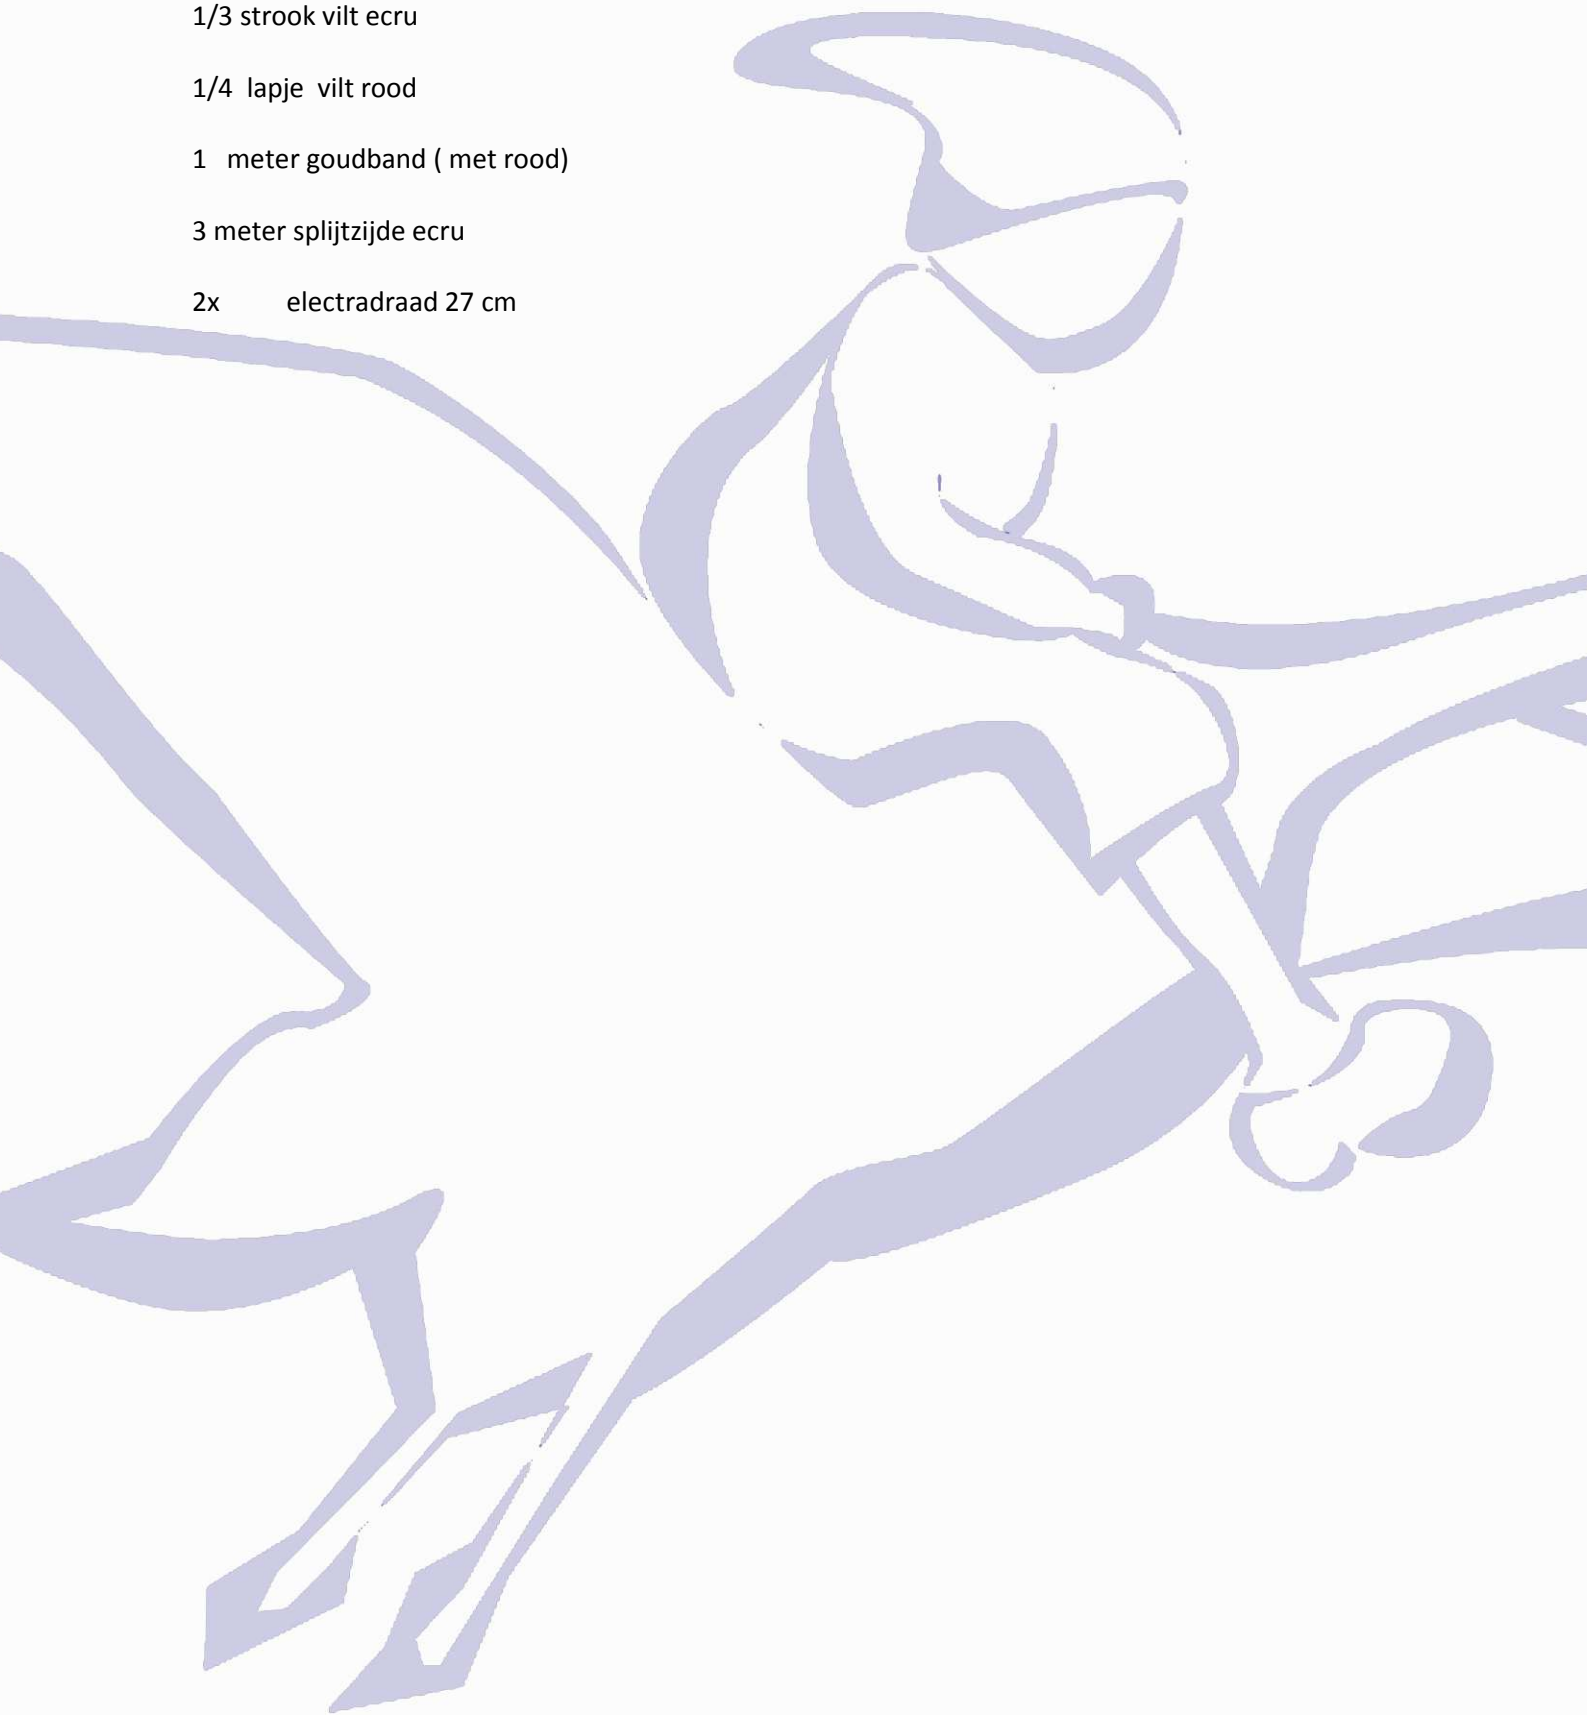 1/3 strook vilt ecru
1/4 lapje vilt rood
1 meter goudband ( met rood)
3 meter splijtzijde ecru
2x electradraad 27 cm